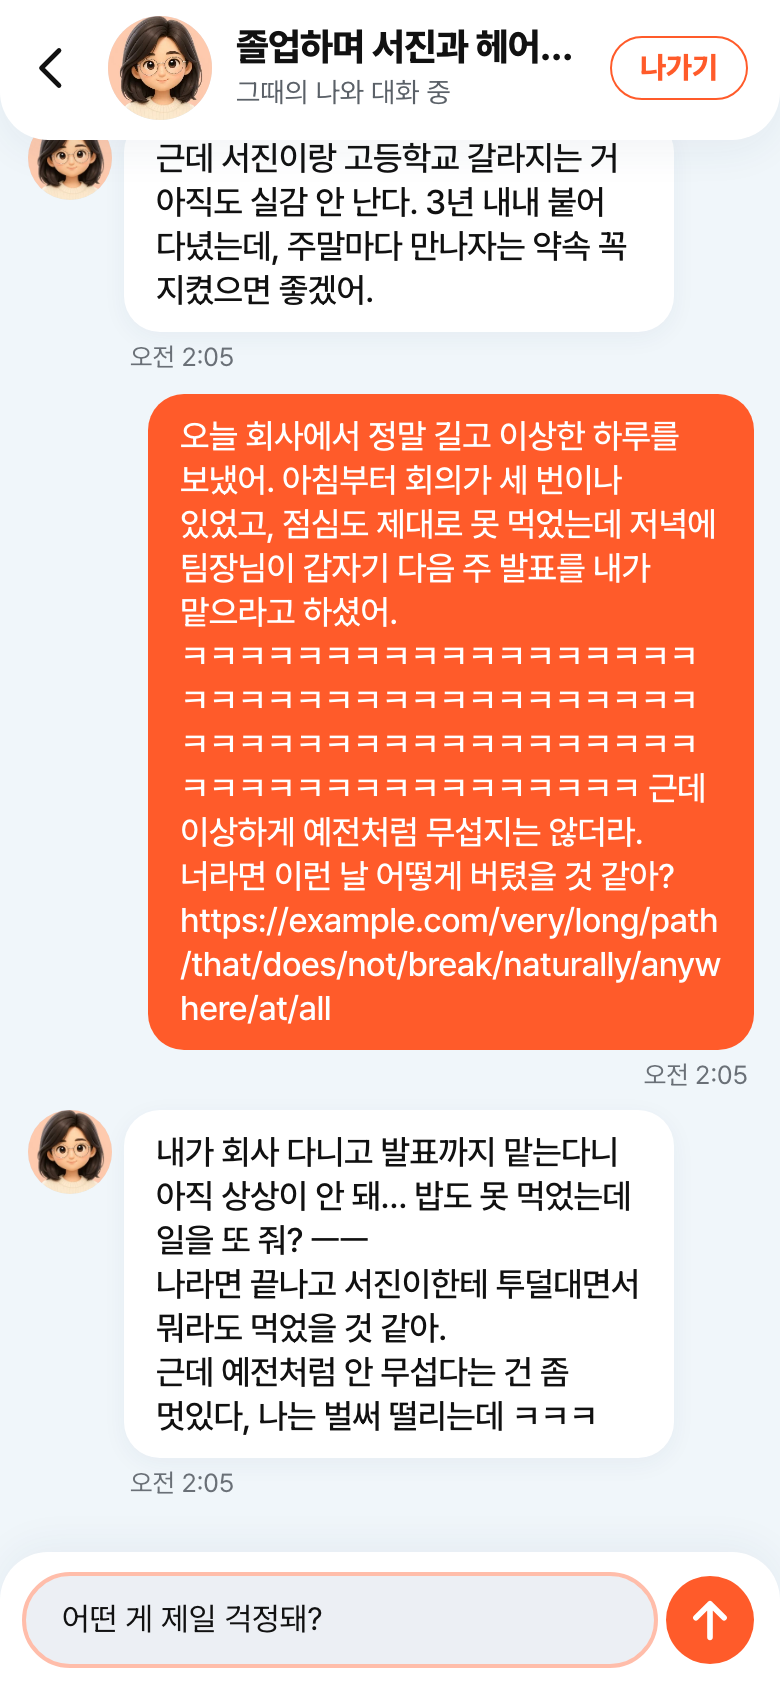 졸업하며 서진과 헤어...
그때의 나와 대화 중
나가기
근데 서진이랑 고등학교 갈라지는 거
아직도 실감 안 난다. 3년 내내 붙어
다녔는데, 주말마다 만나자는 약속 꼭
지켰으면 좋겠어.
오전 2:05
오늘 회사에서 정말 길고 이상한 하루를
보냈어. 아침부터 회의가 세 번이나
있었고, 점심도 제대로 못 먹었는데 저녁에
팀장님이 갑자기 다음 주 발표를 내가
맡으라고 하셨어.
ㅋㅋㅋㅋㅋㅋㅋㅋㅋㅋㅋㅋㅋㅋㅋㅋㅋㅋ
ㅋㅋㅋㅋㅋㅋㅋㅋㅋㅋㅋㅋㅋㅋㅋㅋㅋㅋ
ㅋㅋㅋㅋㅋㅋㅋㅋㅋㅋㅋㅋㅋㅋㅋㅋㅋㅋ
ㅋㅋㅋㅋㅋㅋㅋㅋㅋㅋㅋㅋㅋㅋㅋㅋ 근데
이상하게 예전처럼 무섭지는 않더라.
너라면 이런 날 어떻게 버텼을 것 같아?
https://example.com/very/long/path
/that/does/not/break/naturally/anyw
here/at/all
오전 2:05
내가 회사 다니고 발표까지 맡는다니
아직 상상이 안 돼... 밥도 못 먹었는데
일을 또 줘? ㅡㅡ
나라면 끝나고 서진이한테 투덜대면서
뭐라도 먹었을 것 같아.
근데 예전처럼 안 무섭다는 건 좀
멋있다, 나는 벌써 떨리는데 ㅋㅋㅋ
오전 2:05
어떤 게 제일 걱정돼?